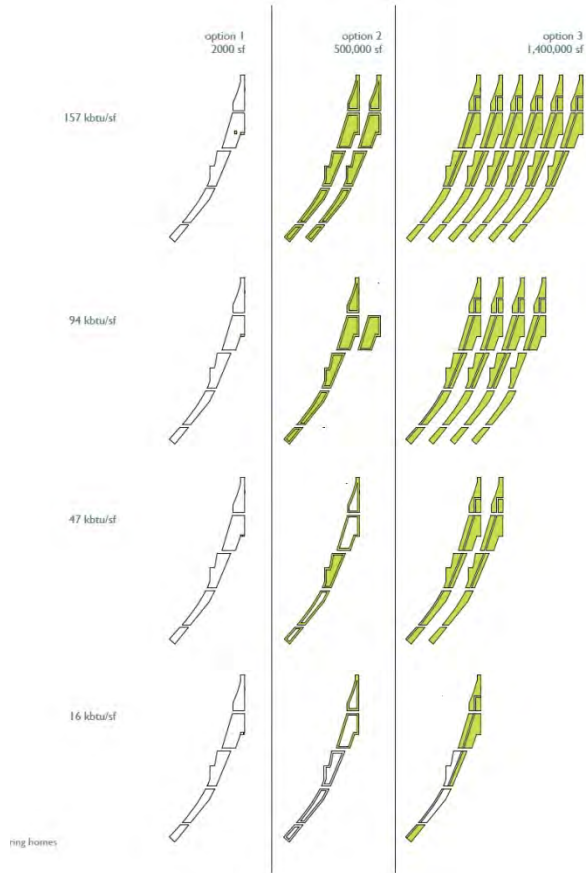 option 1
2000 sf
option 2
500,000 sf
option 3
1,400,000 sf
157 kbtu/sf
94 kbtu/sf
47 kbtu/sf
16 kbtu/sf
ring homes